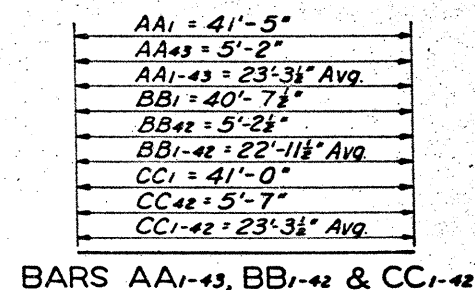 AA1 = 41'-5"
AA43 = 5'-2"
AA1-43 = 23'-3½" Avg.
BB1 = 40'-7½"
BB42 = 5'-2½"
BB1-42 = 22'-11½" Avg.
CC1 = 41'-0"
CC42 = 5'-7"
CC1-42 = 23'-3½" Avg.
BARS AA1-43, BB1-42 & CC1-42